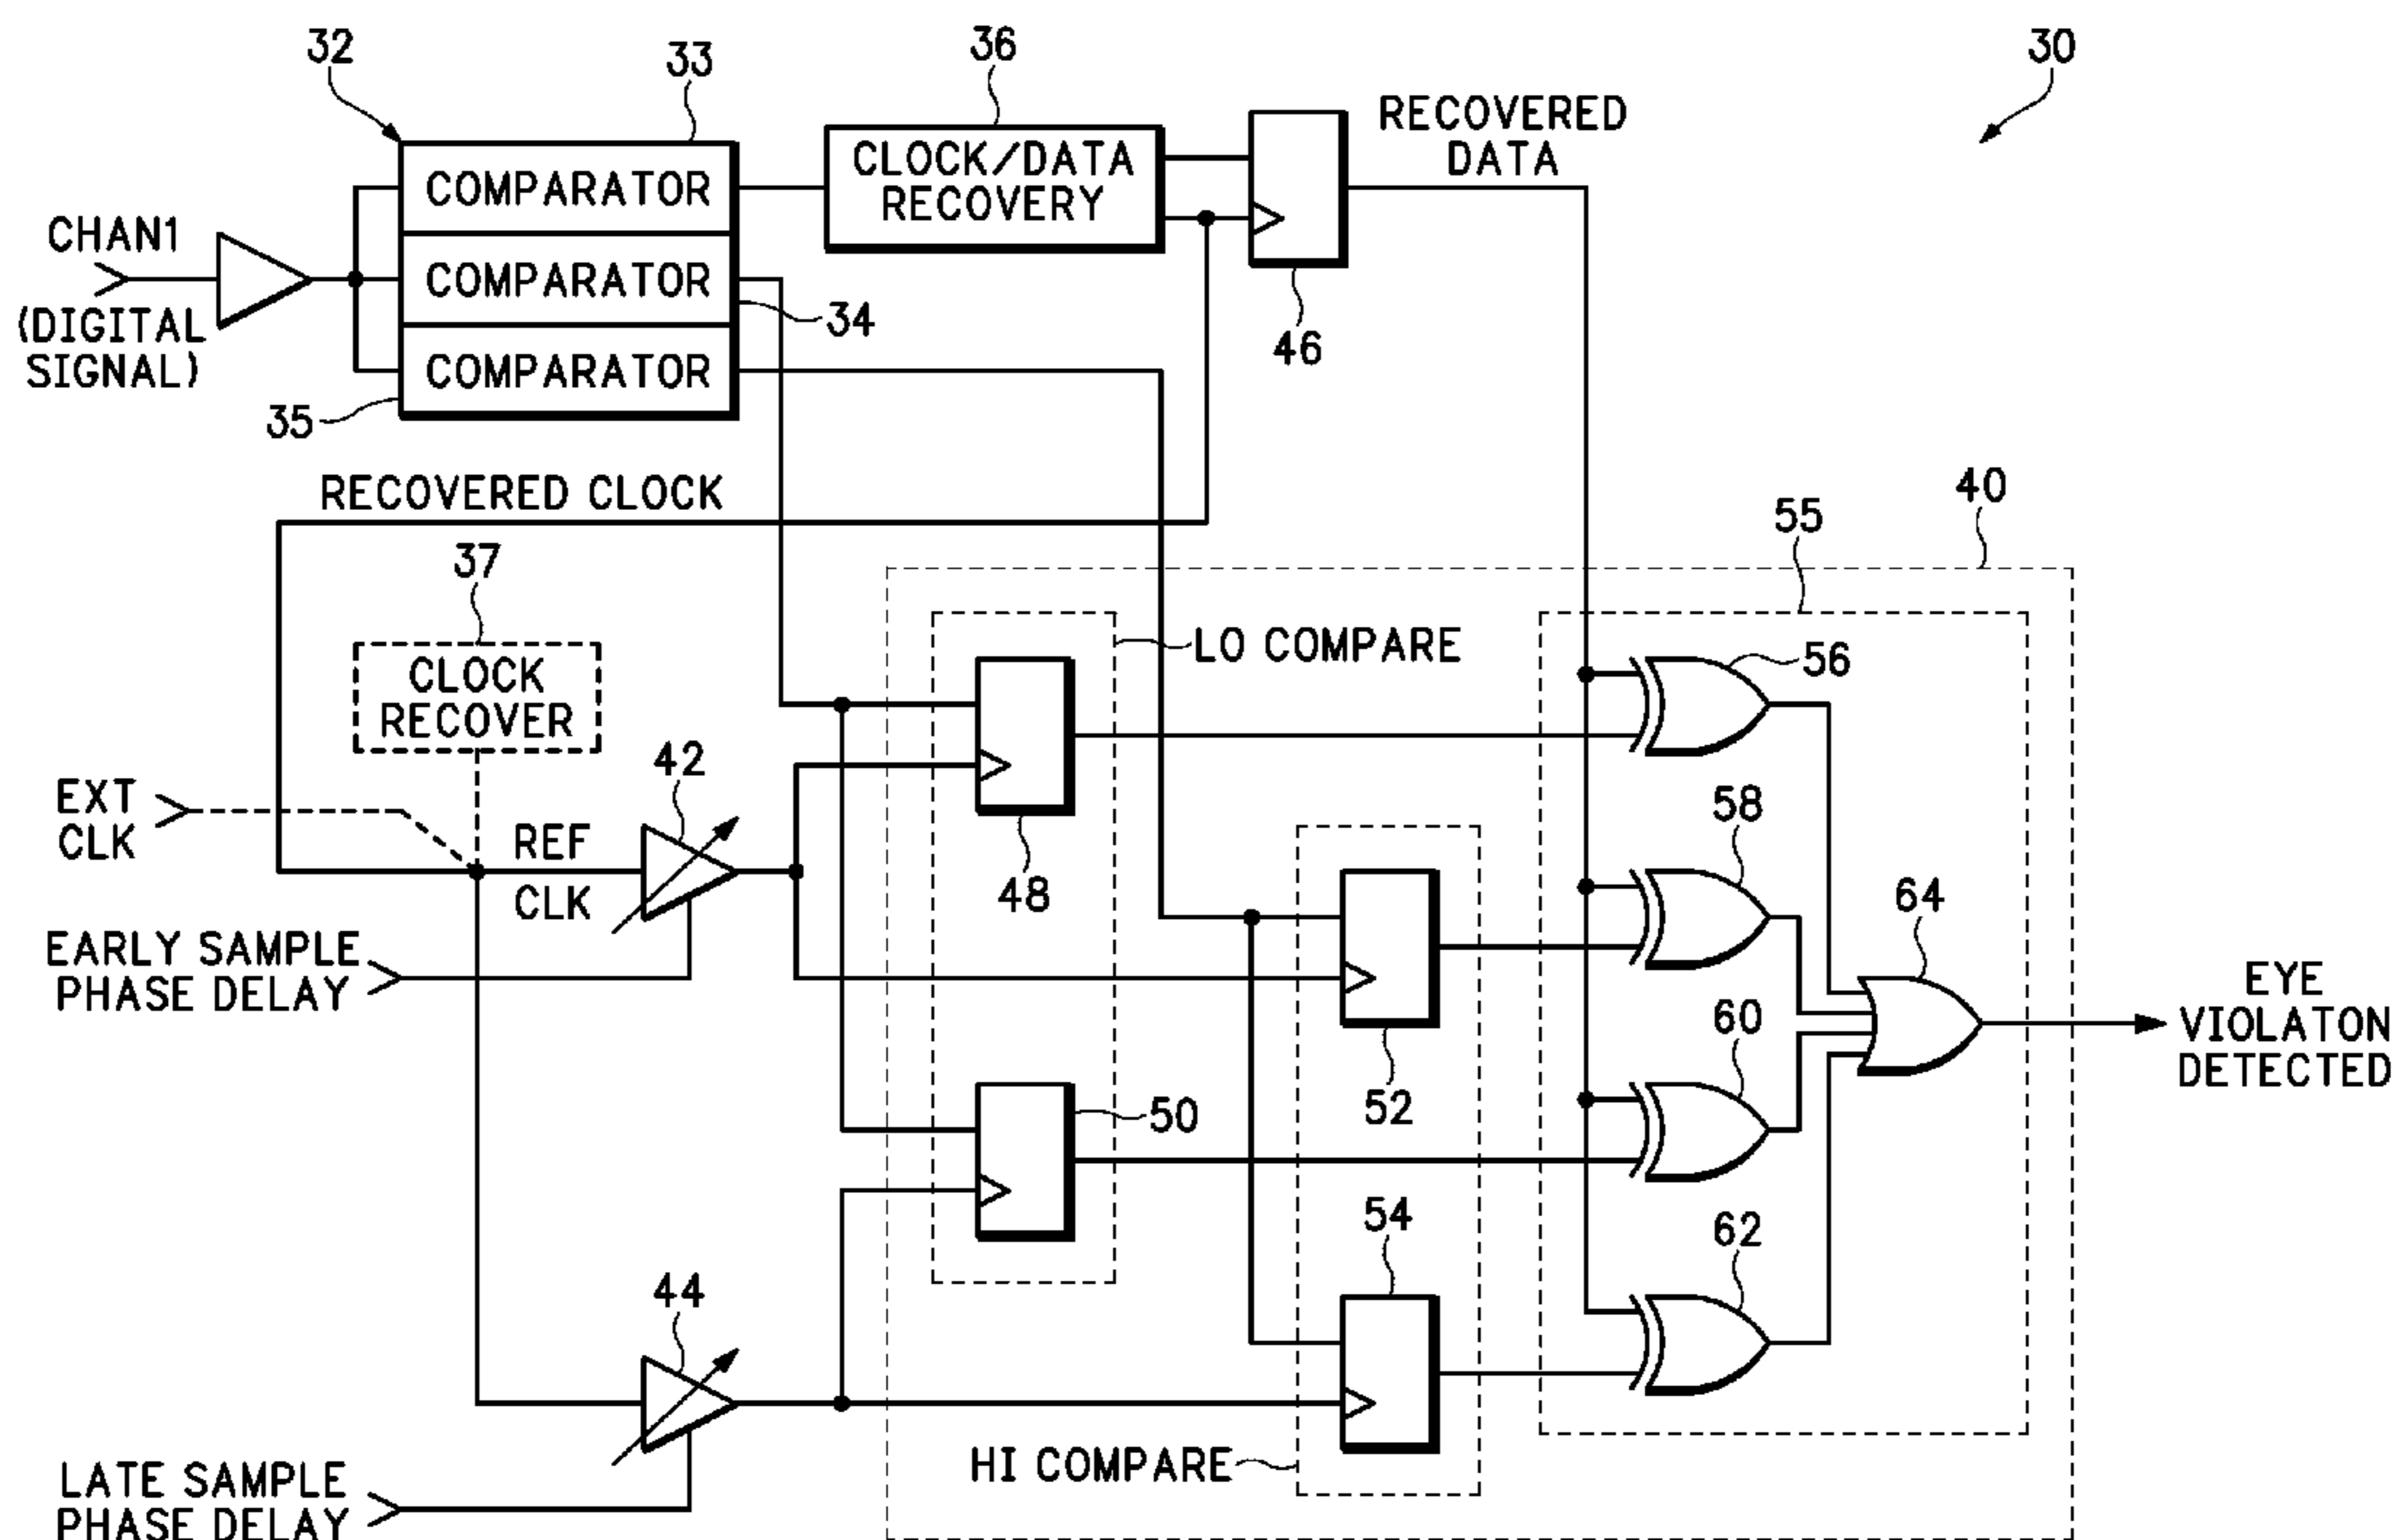 32
33
36
30
COMPARATOR
COMPARATOR
COMPARATOR
CLOCK/DATA
RECOVERY
RECOVERED
DATA
CHAN1
(DIGITAL
SIGNAL)
34
35
46
RECOVERED CLOCK
40
55
37
CLOCK
RECOVER
LO COMPARE
56
EXT
CLK
42
REF
CLK
48
58
64
EARLY SAMPLE
PHASE DELAY
EYE
VIOLATON
DETECTED
52
60
50
54
62
44
HI COMPARE
LATE SAMPLE
PHASE DELAY